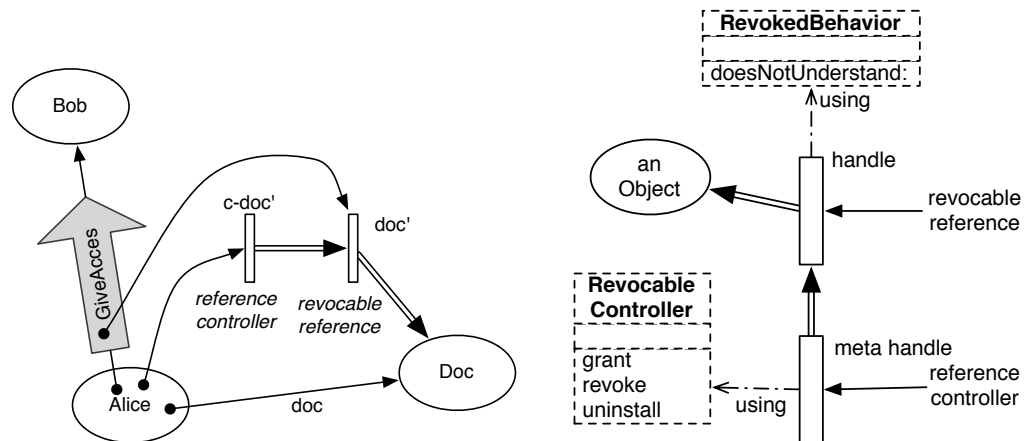 Bob
GiveAcces
c-doc'
doc'
reference
controller
revocable
reference
Alice
doc
Doc
RevokedBehavior
doesNotUnderstand:
using
an
Object
handle
revocable
reference
Revocable
Controller
grant
revoke
uninstall
using
meta handle
reference
controller